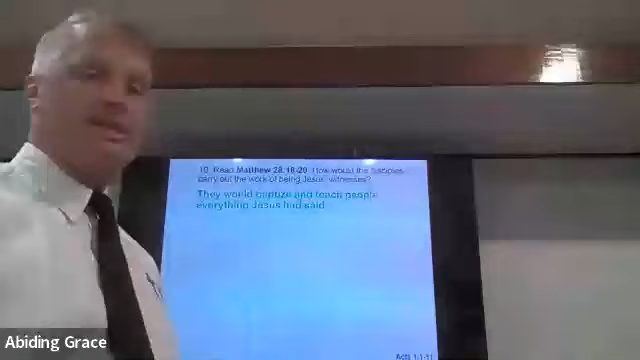 10. Read Matthew 28:18-20. How would the disciples
carry out the work of being Jesus' witnesses?
They would baptize and teach people
everything Jesus had said
Acts 1:1-11
Abiding Grace